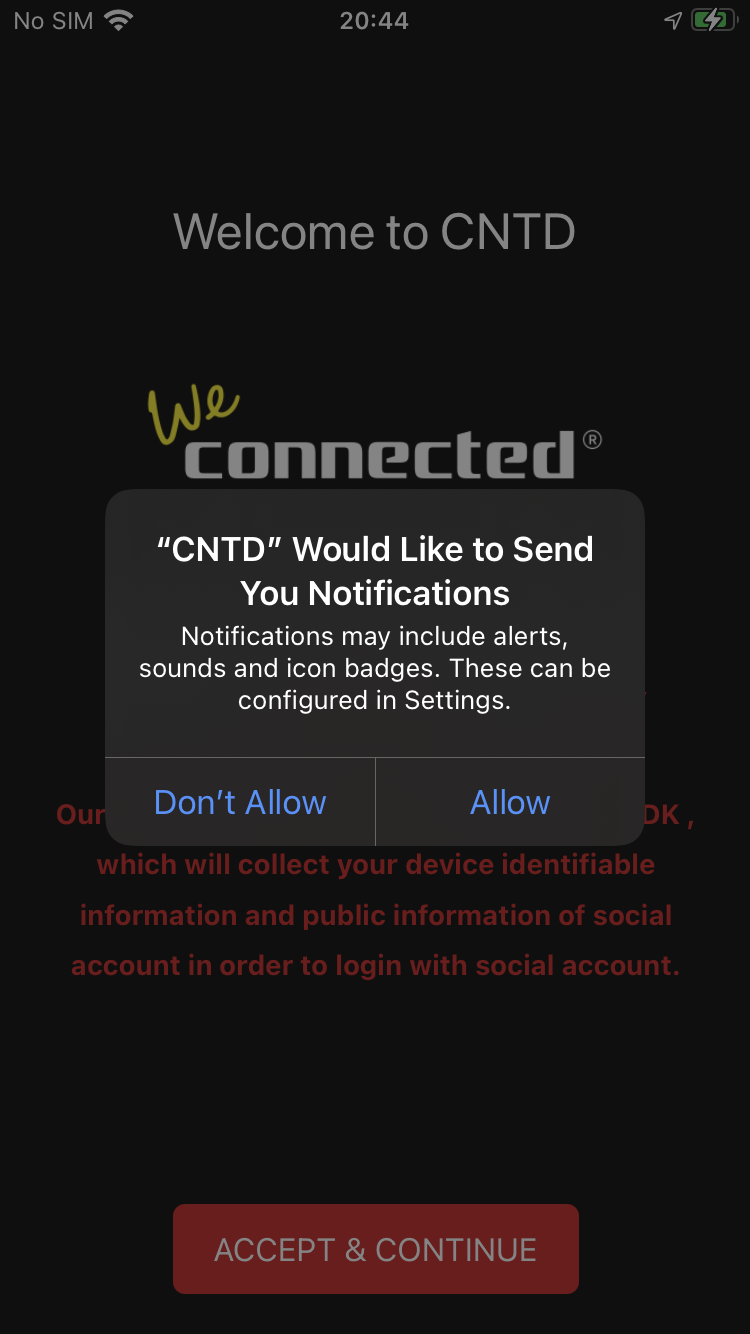 No SIM 20:44
Welcome to CNTD
We
connected®
“CNTD” Would Like to Send
You Notifications
Notifications may include alerts,
sounds and icon badges. These can be
configured in Settings.
Don’t Allow Allow
Our DK ,
which will collect your device identifiable
information and public information of social
account in order to login with social account.
ACCEPT & CONTINUE